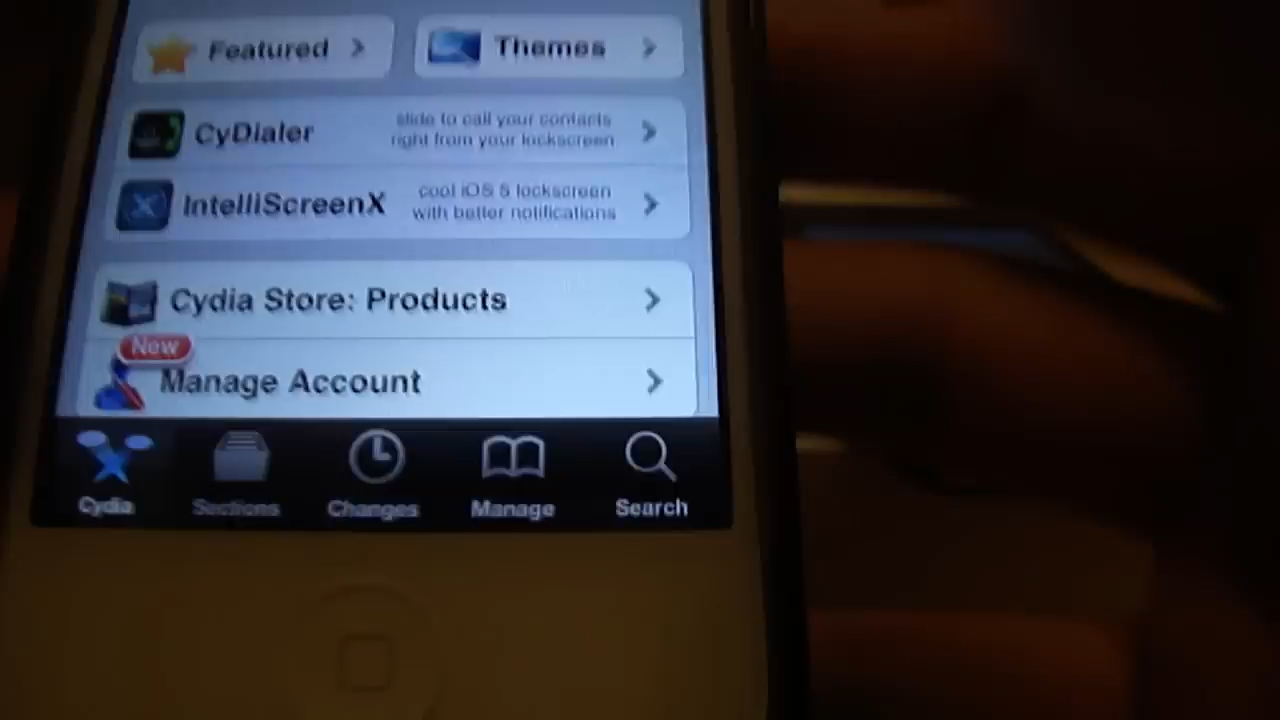 Featured
Themes
CyDialer
slide to call your contacts
right from your lockscreen
IntelliScreenX
cool iOS 5 lockscreen
with better notifications
Cydia Store: Products
New
Manage Account
Cydia
Sections
Changes
Manage
Search